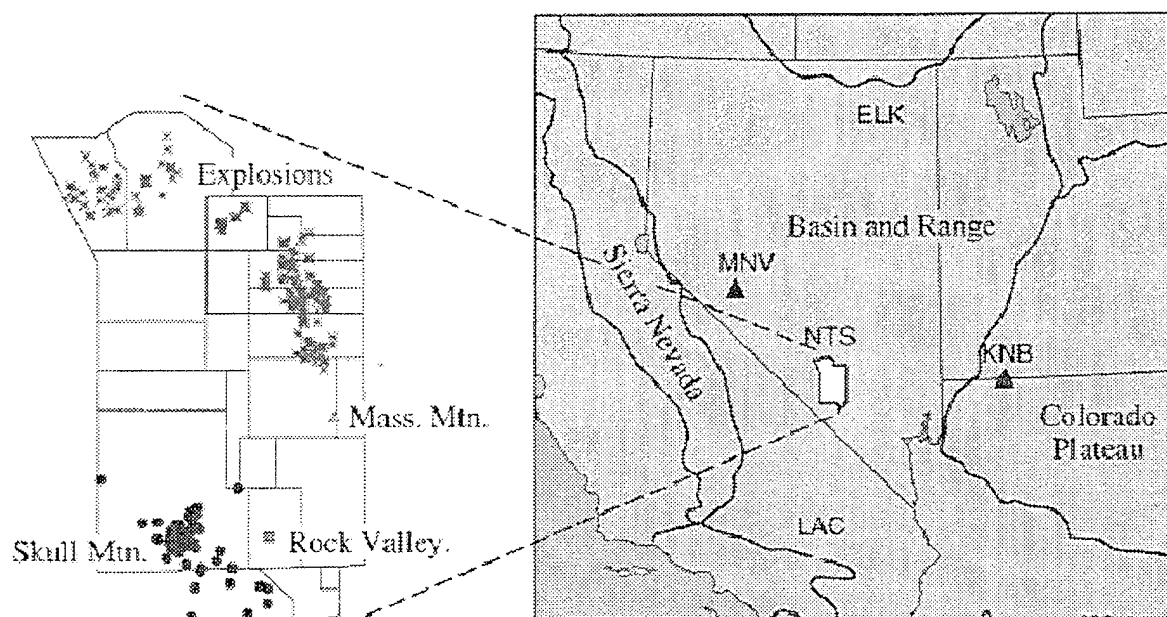 Explosions
Mass. Mtn.
Skull Mtn.
Rock Valley.
ELK
Basin and Range
MNV
Sierra Nevada
NTS
KNB
Colorado
Plateau
LAC